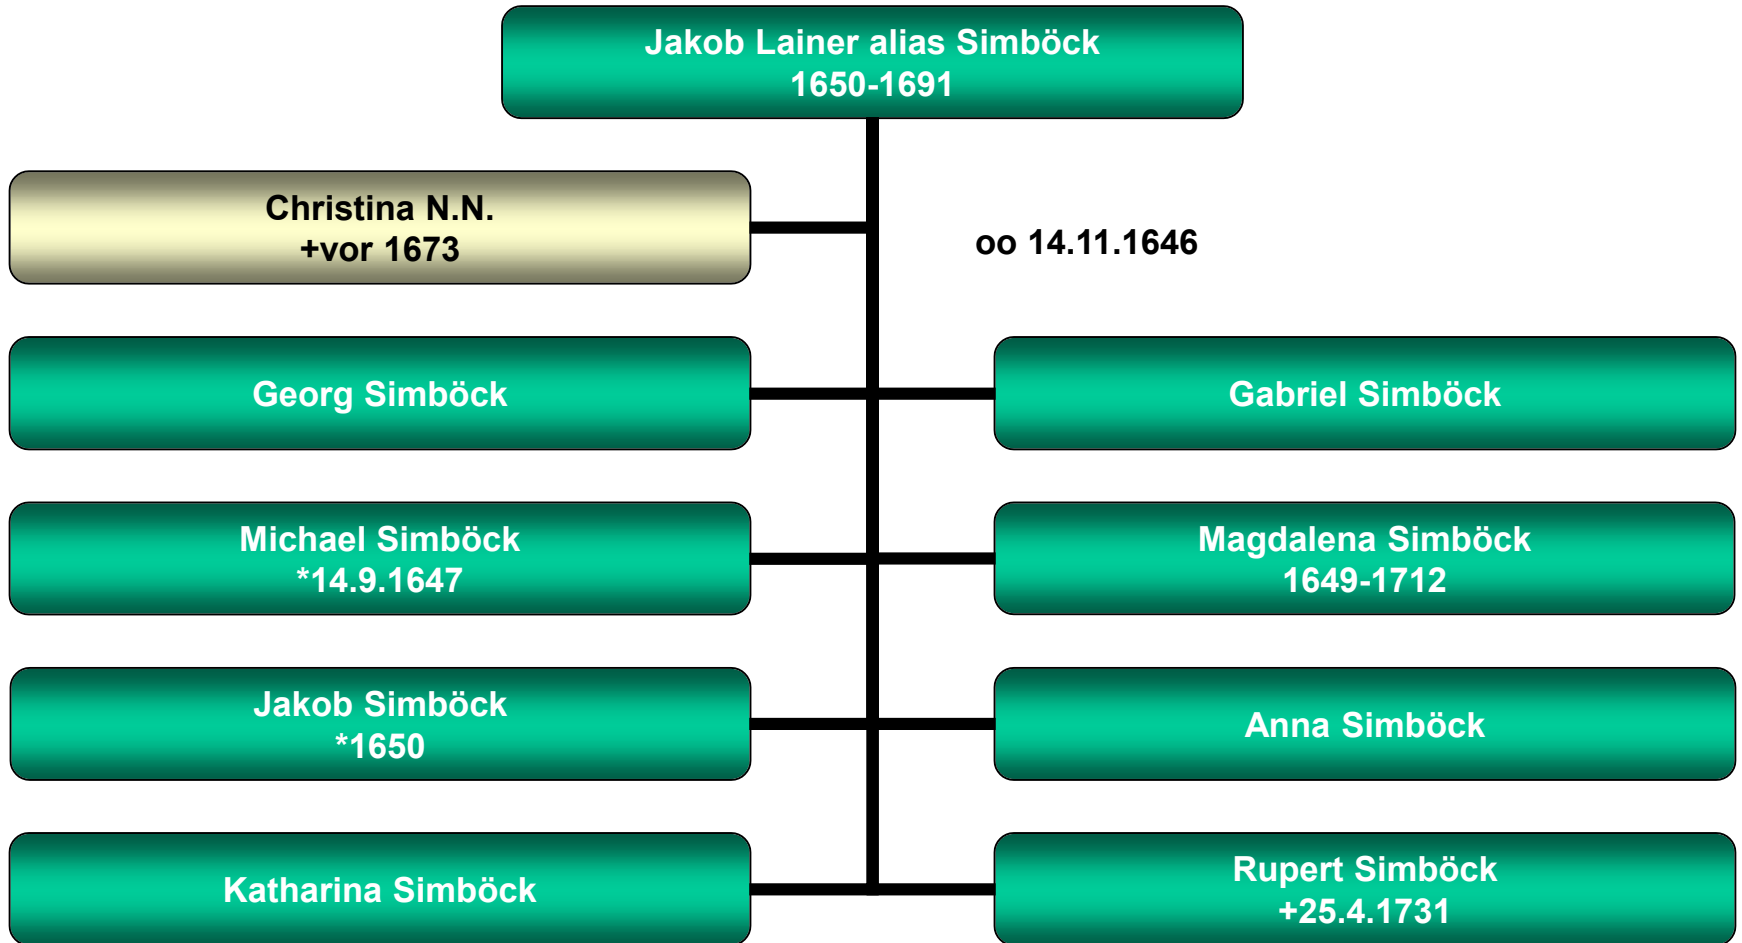 Jakob Lainer alias Simböck
1650-1691
Christina N.N.
+vor 1673
oo 14.11.1646
Georg Simböck
Gabriel Simböck
Michael Simböck
*14.9.1647
Magdalena Simböck
1649-1712
Jakob Simböck
*1650
Anna Simböck
Katharina Simböck
Rupert Simböck
+25.4.1731